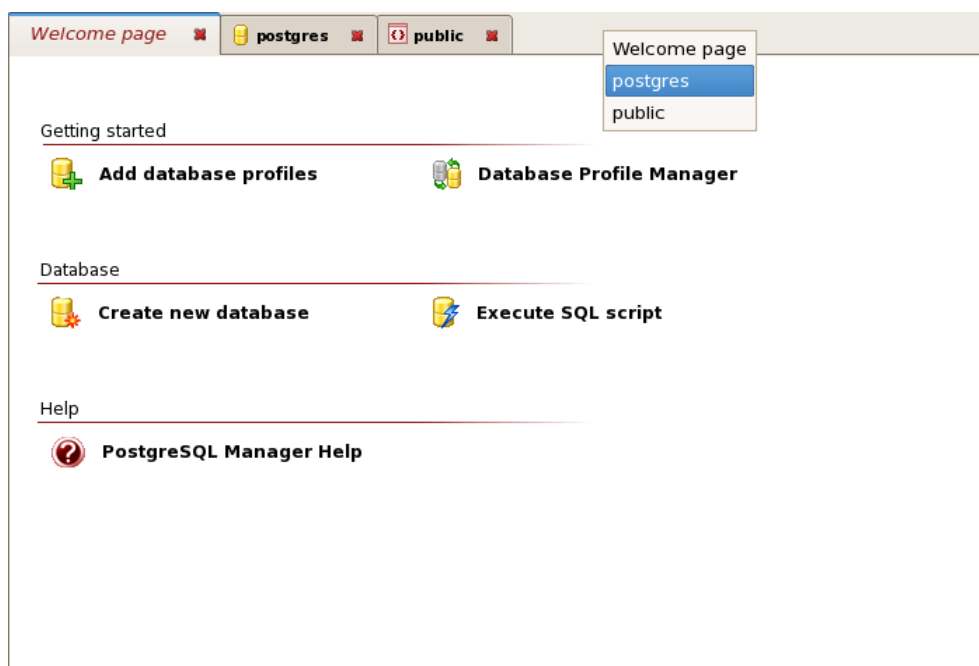 Welcome page postgres public
Welcome page
postgres
public
Getting started
Add database profiles Database Profile Manager
Database
Create new database Execute SQL script
Help
PostgreSQL Manager Help